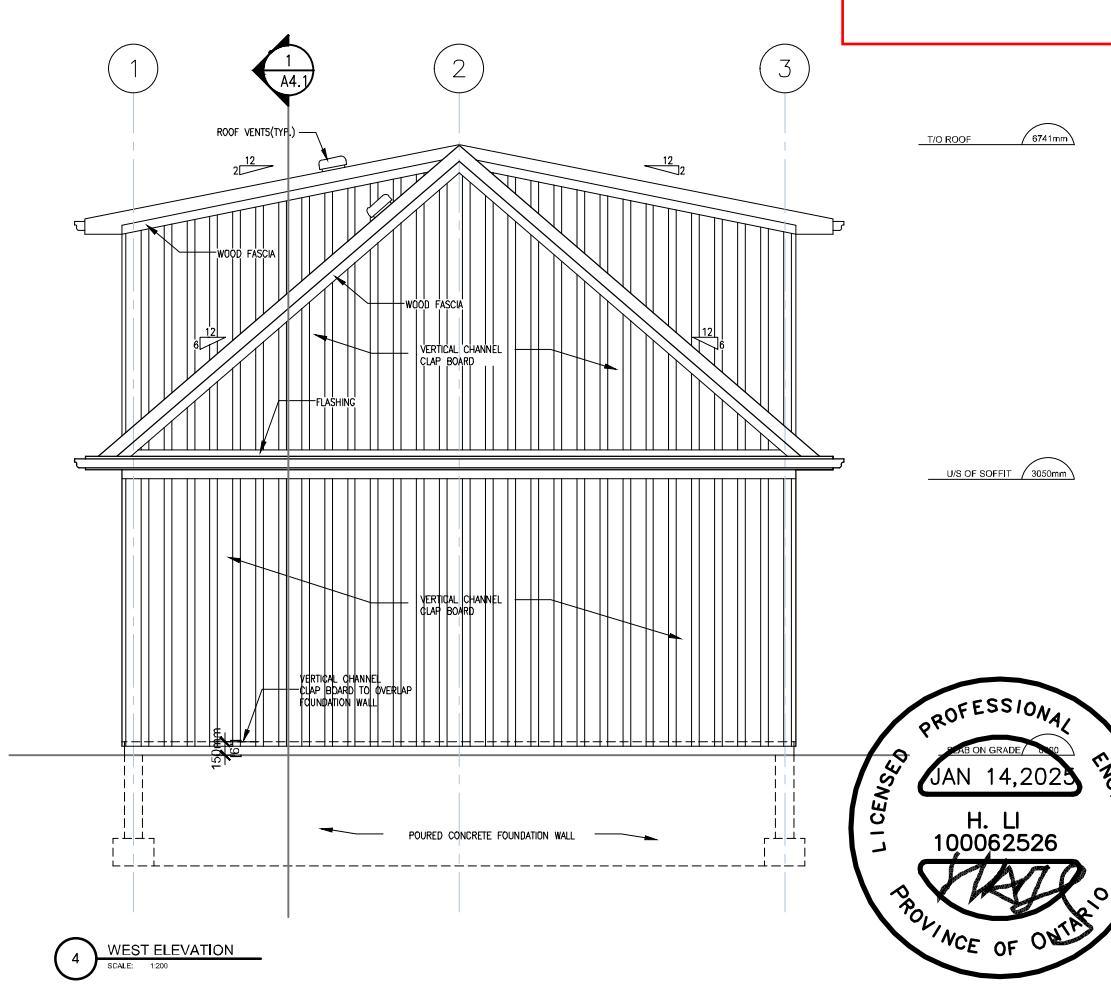 1
1
A4.1
2
3
ROOF VENTS(TYP.)
T/O ROOF 6741mm
12
2
12
2
WOOD FASCIA
WOOD FASCIA
12
6
12
6
VERTICAL CHANNEL
CLAP BOARD
FLASHING
U/S OF SOFFIT 3050mm
VERTICAL CHANNEL
CLAP BOARD
VERTICAL CHANNEL
CLAP BOARD TO OVERLAP
FOUNDATION WALL
150mm
SLAB ON GRADE
POURED CONCRETE FOUNDATION WALL
LICENSED PROFESSIONAL
JAN 14,2025
H. LI
100062526
PROVINCE OF ONTARIO
4
WEST ELEVATION
SCALE: 1:200